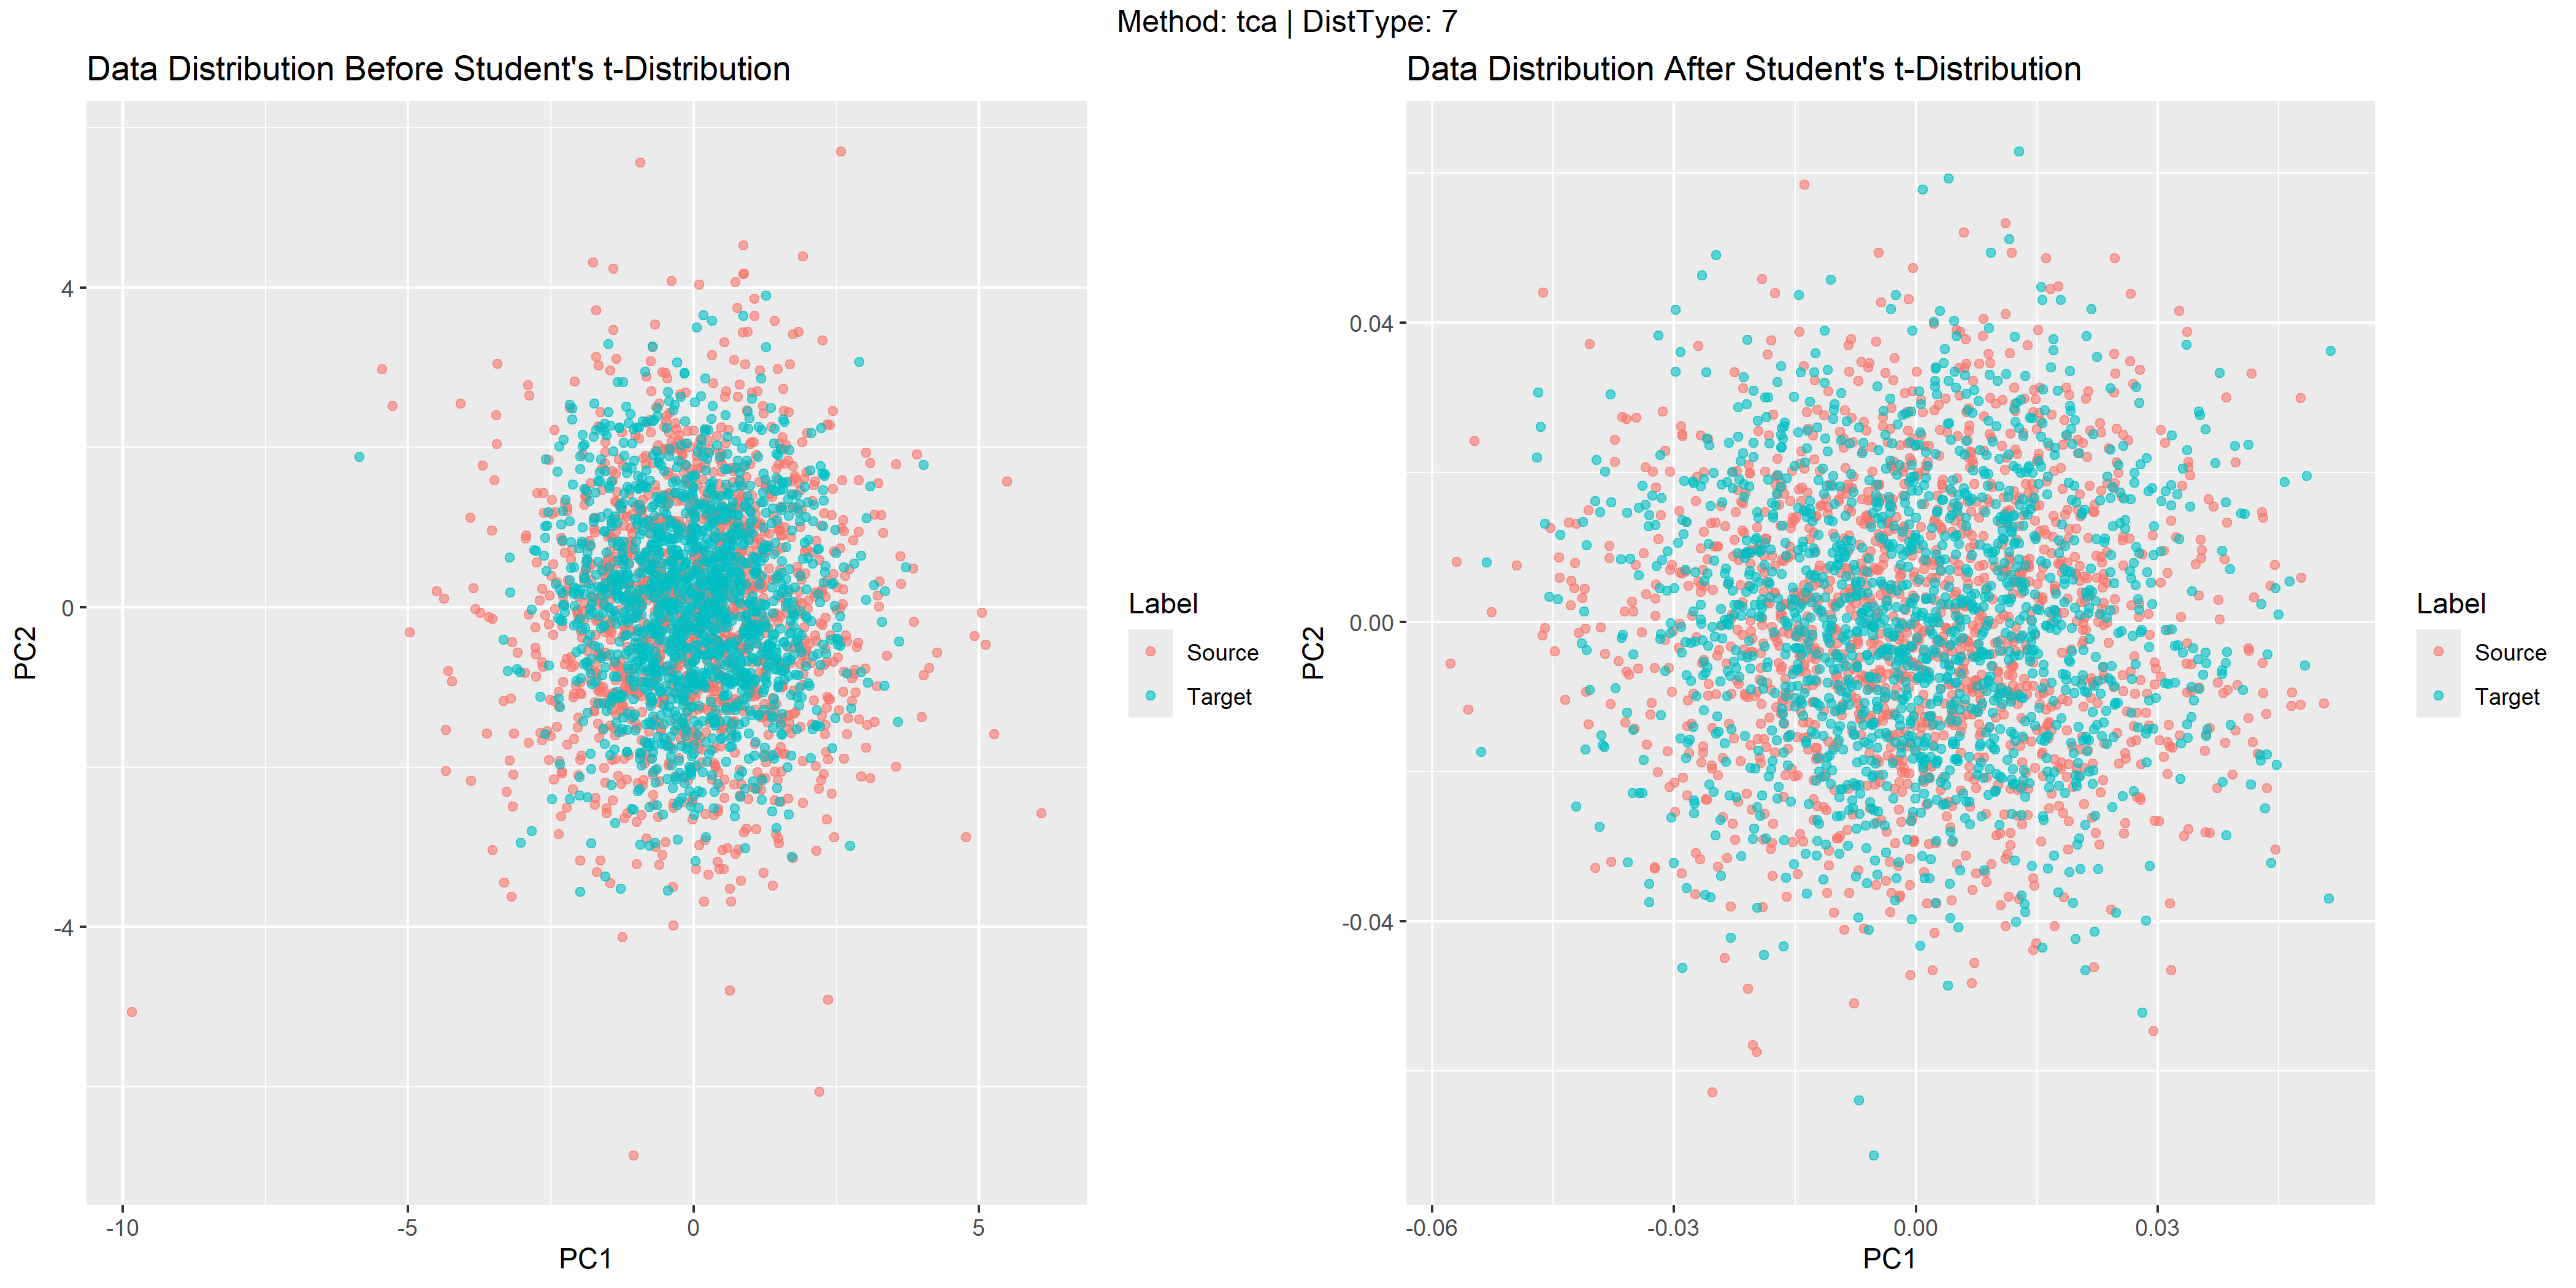 Method: tca | DistType: 7
Data Distribution Before Student's t-Distribution
PC2
4
0
-4
-10
-5
0
5
PC1
Label
Source
Target
Data Distribution After Student's t-Distribution
PC2
0.04
0.00
-0.04
-0.06
-0.03
0.00
0.03
PC1
Label
Source
Target